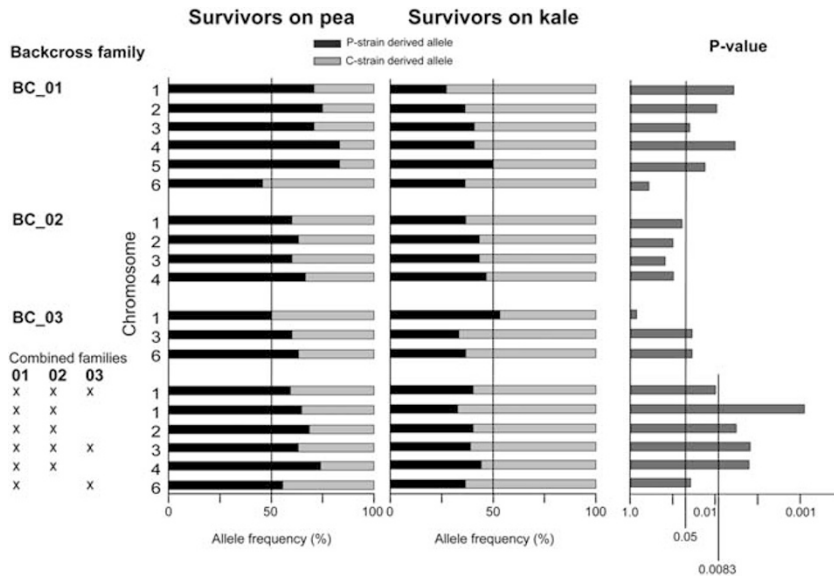 Survivors on pea Survivors on kale
P-strain derived allele
C-strain derived allele
Backcross family P-value
BC_01
1
2
3
4
5
6
BC_02
1
2
3
4
Chromosome
BC_03
1
3
6
Combined families
01 02 03
x x x 1
x x 1
x x 2
x x x 3
x x 4
x x 6
0 50 100 0 50 100 1.0 0.01 0.001
Allele frequency (%) Allele frequency (%) 0.05
0.0083